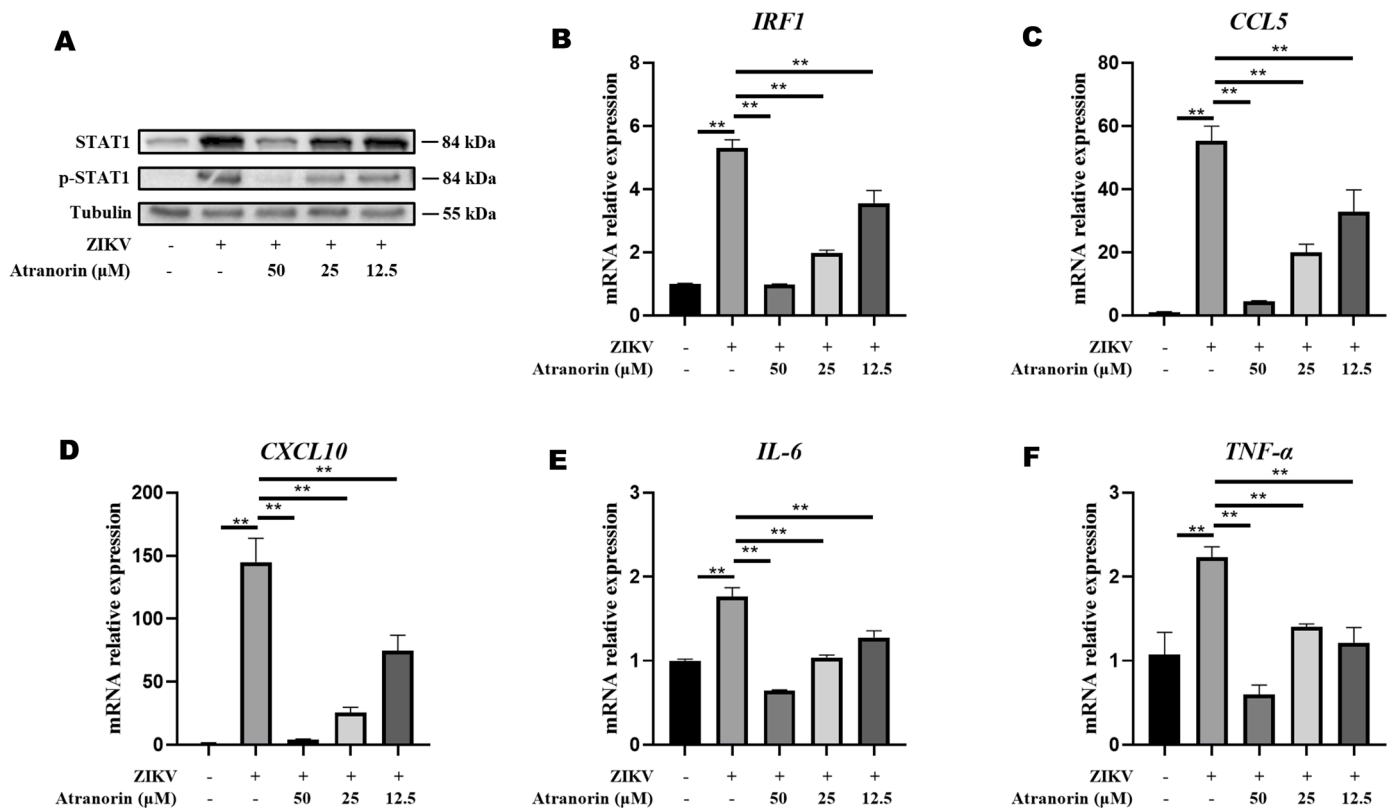 A
STAT1
84 kDa
p-STAT1
84 kDa
Tubulin
55 kDa
ZIKV - + + + +
Atranorin (µM) - - 50 25 12.5
B
IRF1
mRNA relative expression
8
6
4
2
0
**
**
**
**
ZIKV - + + + +
Atranorin (µM) - - 50 25 12.5
C
CCL5
mRNA relative expression
80
60
40
20
0
**
**
**
**
ZIKV - + + + +
Atranorin (µM) - - 50 25 12.5
D
CXCL10
mRNA relative expression
200
150
100
50
0
**
**
**
**
ZIKV - + + + +
Atranorin (µM) - - 50 25 12.5
E
IL-6
mRNA relative expression
3
2
1
0
**
**
**
**
ZIKV - + + + +
Atranorin (µM) - - 50 25 12.5
F
TNF-α
mRNA relative expression
3
2
1
0
**
**
**
**
ZIKV - + + + +
Atranorin (µM) - - 50 25 12.5